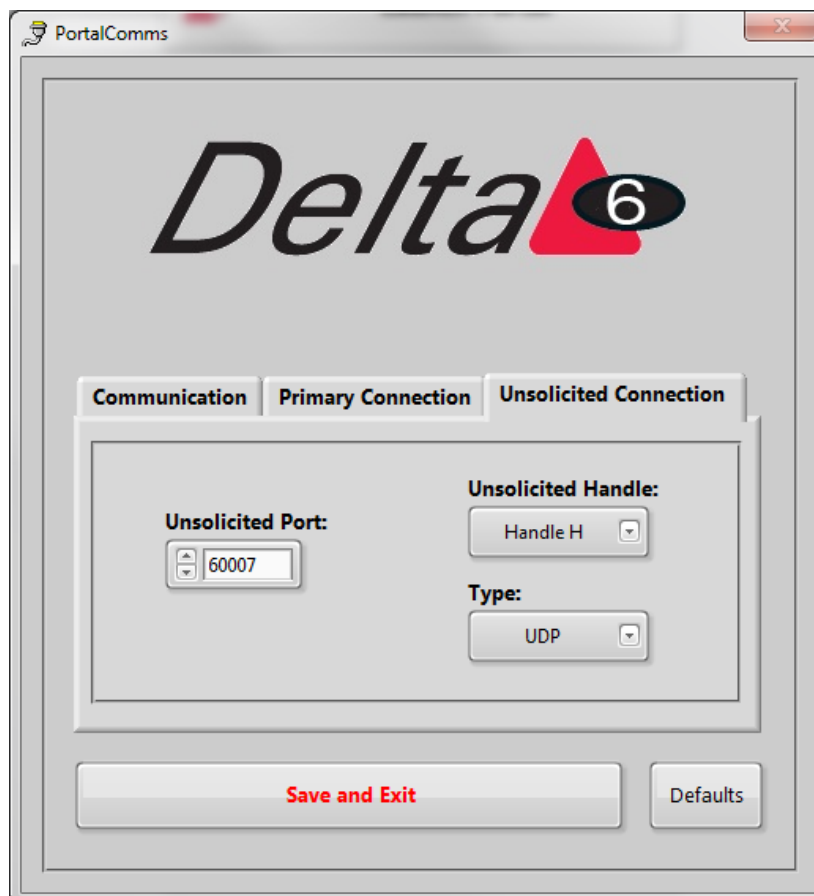 PortalComms
Delta 6
Communication Primary Connection Unsolicited Connection
Unsolicited Handle:
Unsolicited Port:
Handle H
60007
Type:
UDP
Save and Exit Defaults